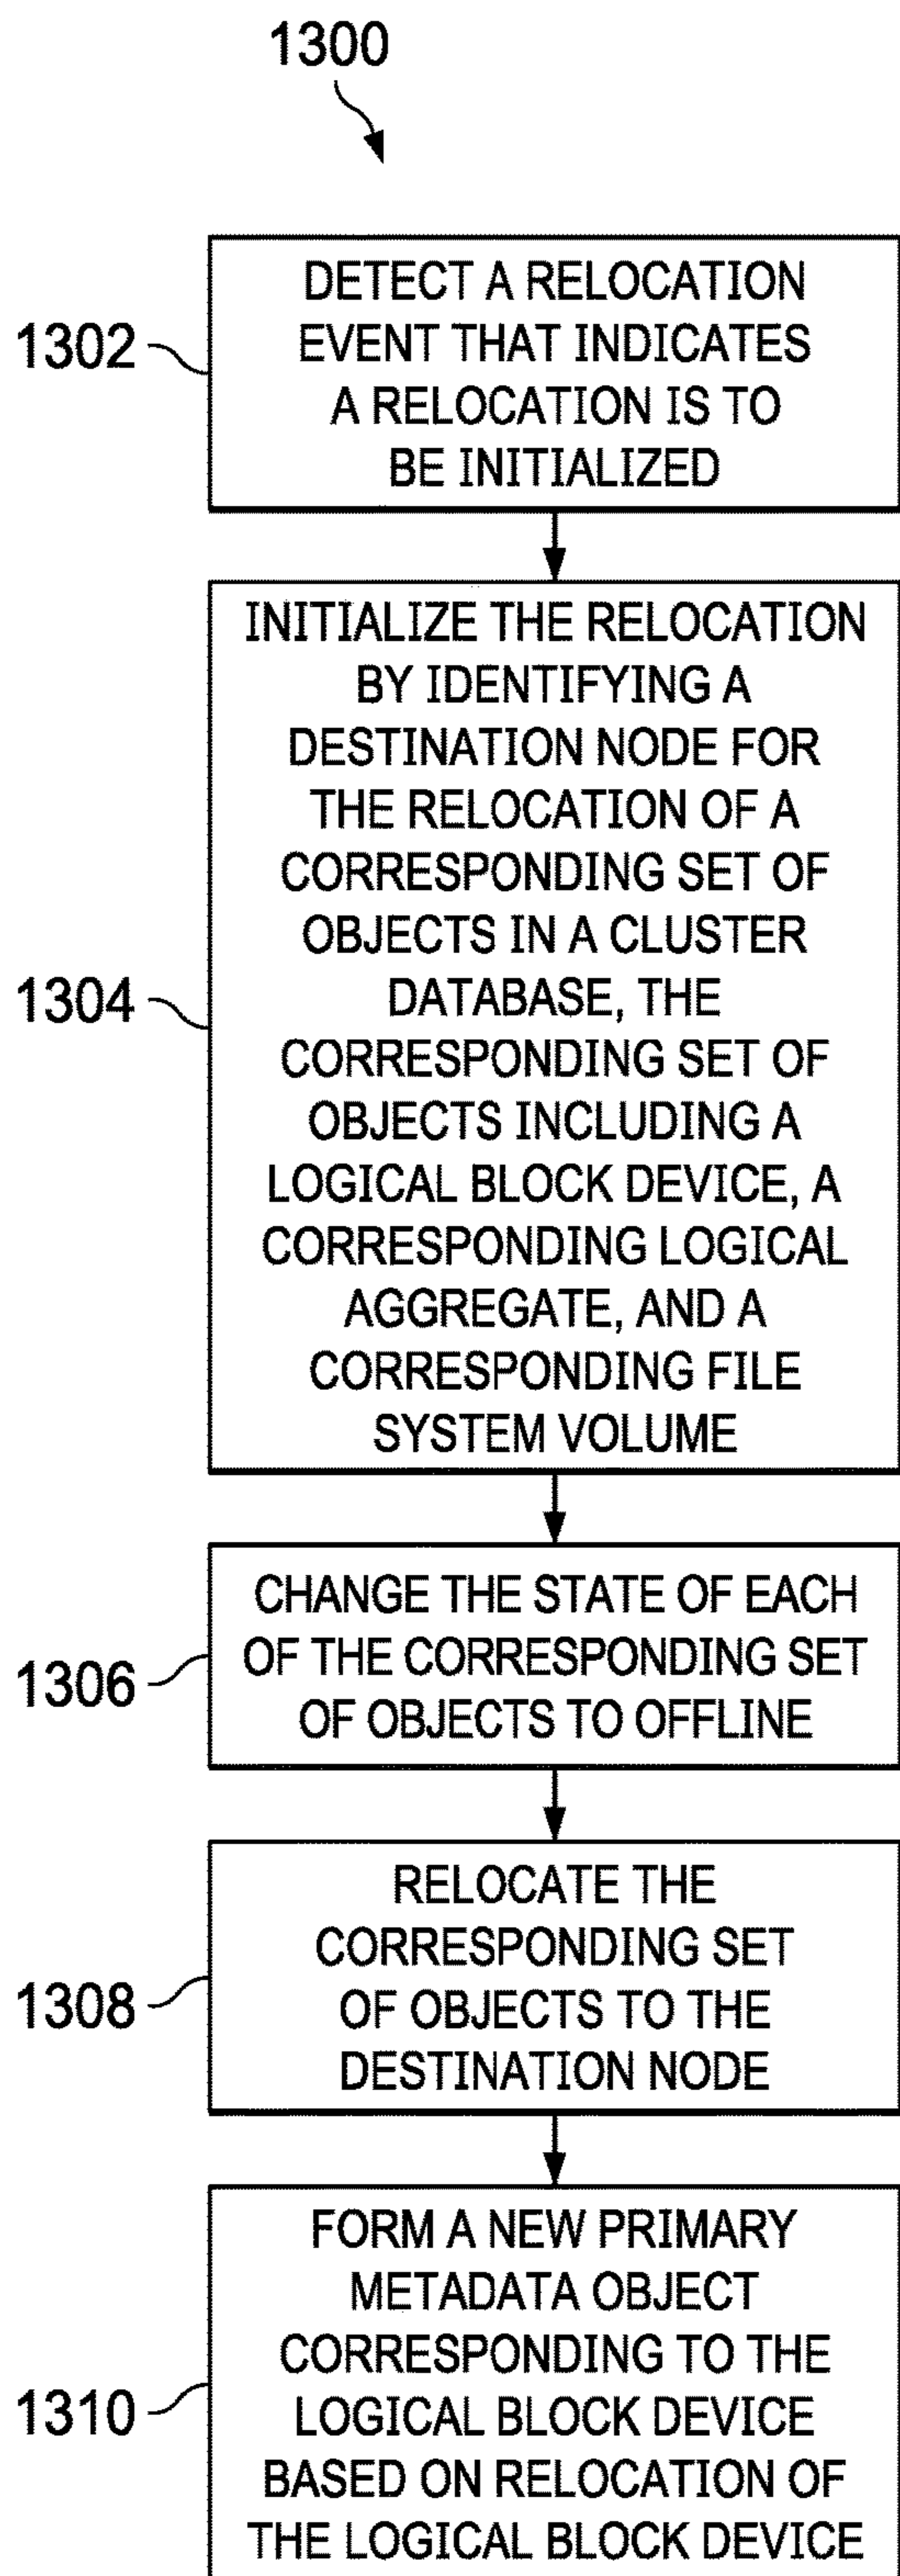 1300
1302
DETECT A RELOCATION
EVENT THAT INDICATES
A RELOCATION IS TO
BE INITIALIZED
1304
INITIALIZE THE RELOCATION
BY IDENTIFYING A
DESTINATION NODE FOR
THE RELOCATION OF A
CORRESPONDING SET OF
OBJECTS IN A CLUSTER
DATABASE, THE
CORRESPONDING SET OF
OBJECTS INCLUDING A
LOGICAL BLOCK DEVICE, A
CORRESPONDING LOGICAL
AGGREGATE, AND A
CORRESPONDING FILE
SYSTEM VOLUME
1306
CHANGE THE STATE OF EACH
OF THE CORRESPONDING SET
OF OBJECTS TO OFFLINE
1308
RELOCATE THE
CORRESPONDING SET
OF OBJECTS TO THE
DESTINATION NODE
1310
FORM A NEW PRIMARY
METADATA OBJECT
CORRESPONDING TO THE
LOGICAL BLOCK DEVICE
BASED ON RELOCATION OF
THE LOGICAL BLOCK DEVICE